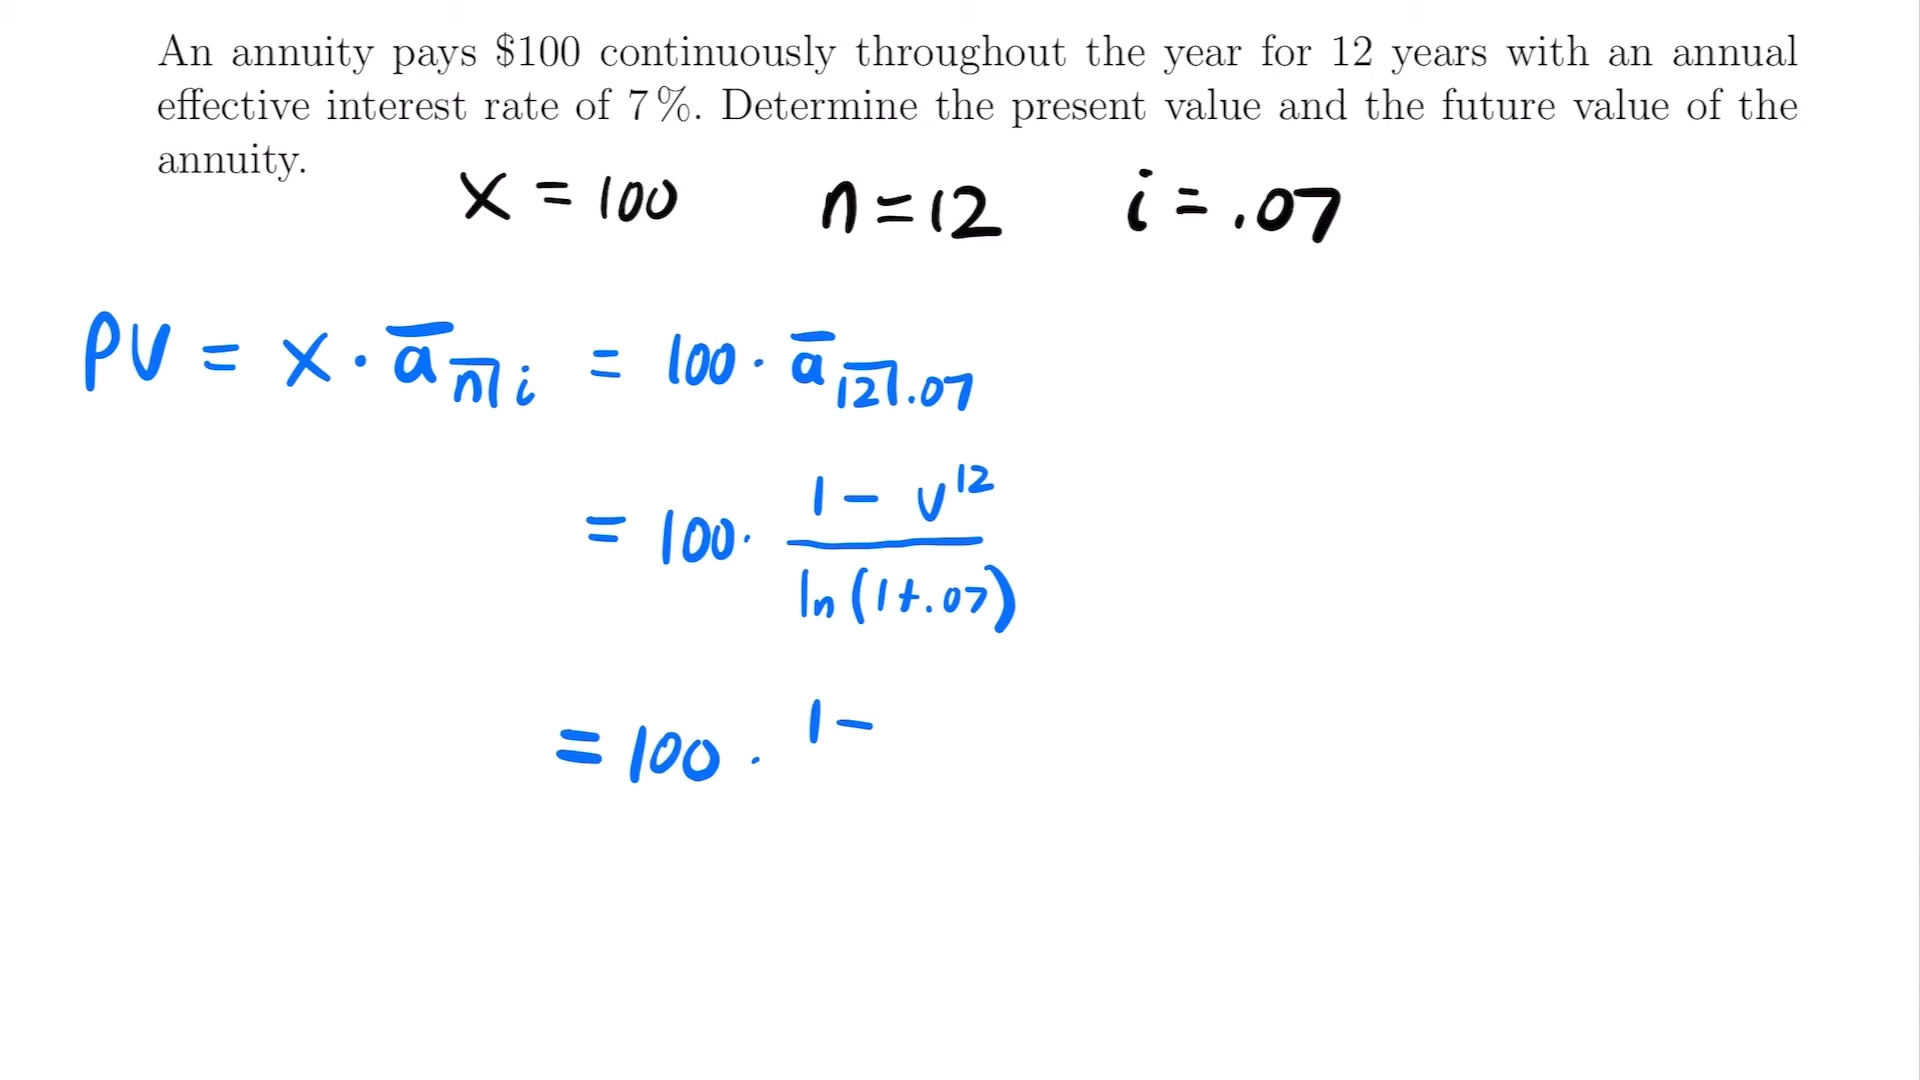 An annuity pays $100 continuously throughout the year for 12 years with an annual
effective interest rate of 7 %. Determine the present value and the future value of the
annuity.
x = 100 n = 12 i = .07
PV = x · a̅ n̅| i = 100 · a̅ 1̅2̅| .07
= 100 · (1 - v^12) / (ln (1+.07))
= 100 · 1 -